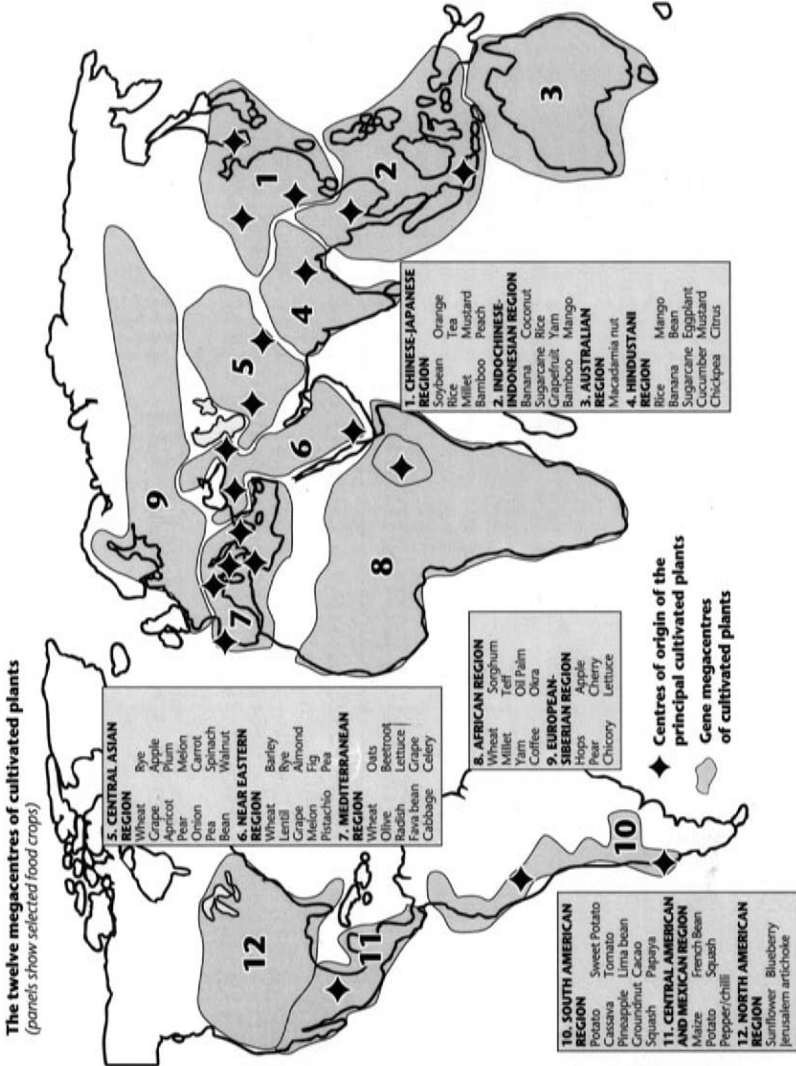 The twelve megacentres of cultivated plants
(panels show selected food crops)
1
2
3
4
5
6
7
8
9
10
11
12
5. CENTRAL ASIAN
REGION
Wheat Rye
Grape Apple
Apricot Plum
Pear Melon
Onion Carrot
Pea Spinach
Bean Walnut
6. NEAR EASTERN
REGION
Wheat Barley
Lentil Rye
Grape Almond
Melon Fig
Pistachio Pea
7. MEDITERRANEAN
REGION
Wheat Oats
Olive Beetroot
Radish Lettuce
Fava bean Grape
Cabbage Celery
1. CHINESE-JAPANESE
REGION
Soybean Orange
Rice Tea
Millet Mustard
Bamboo Peach
2. INDOCHINESE-
INDONESIAN REGION
Banana Coconut
Sugarcane Rice
Grapefruit Yam
Bamboo Mango
3. AUSTRALIAN
REGION
Macadamia nut
4. HINDUSTANI
REGION
Rice Mango
Banana Bean
Sugarcane Eggplant
Cucumber Mustard
Chickpea Citrus
8. AFRICAN REGION
Wheat Sorghum
Millet Teff
Yam Oil Palm
Coffee Okra
9. EUROPEAN-
SIBERIAN REGION
Hops Apple
Pear Cherry
Chicory Lettuce
10. SOUTH AMERICAN
REGION
Potato Sweet Potato
Cassava Tomato
Pineapple Lima bean
Groundnut Cacao
Squash Papaya
11. CENTRAL AMERICAN
AND MEXICAN REGION
Maize French Bean
Potato Squash
Pepper/chilli
12. NORTH AMERICAN
REGION
Sunflower Blueberry
Jerusalem artichoke
Centres of origin of the
principal cultivated plants
Gene megacentres
of cultivated plants